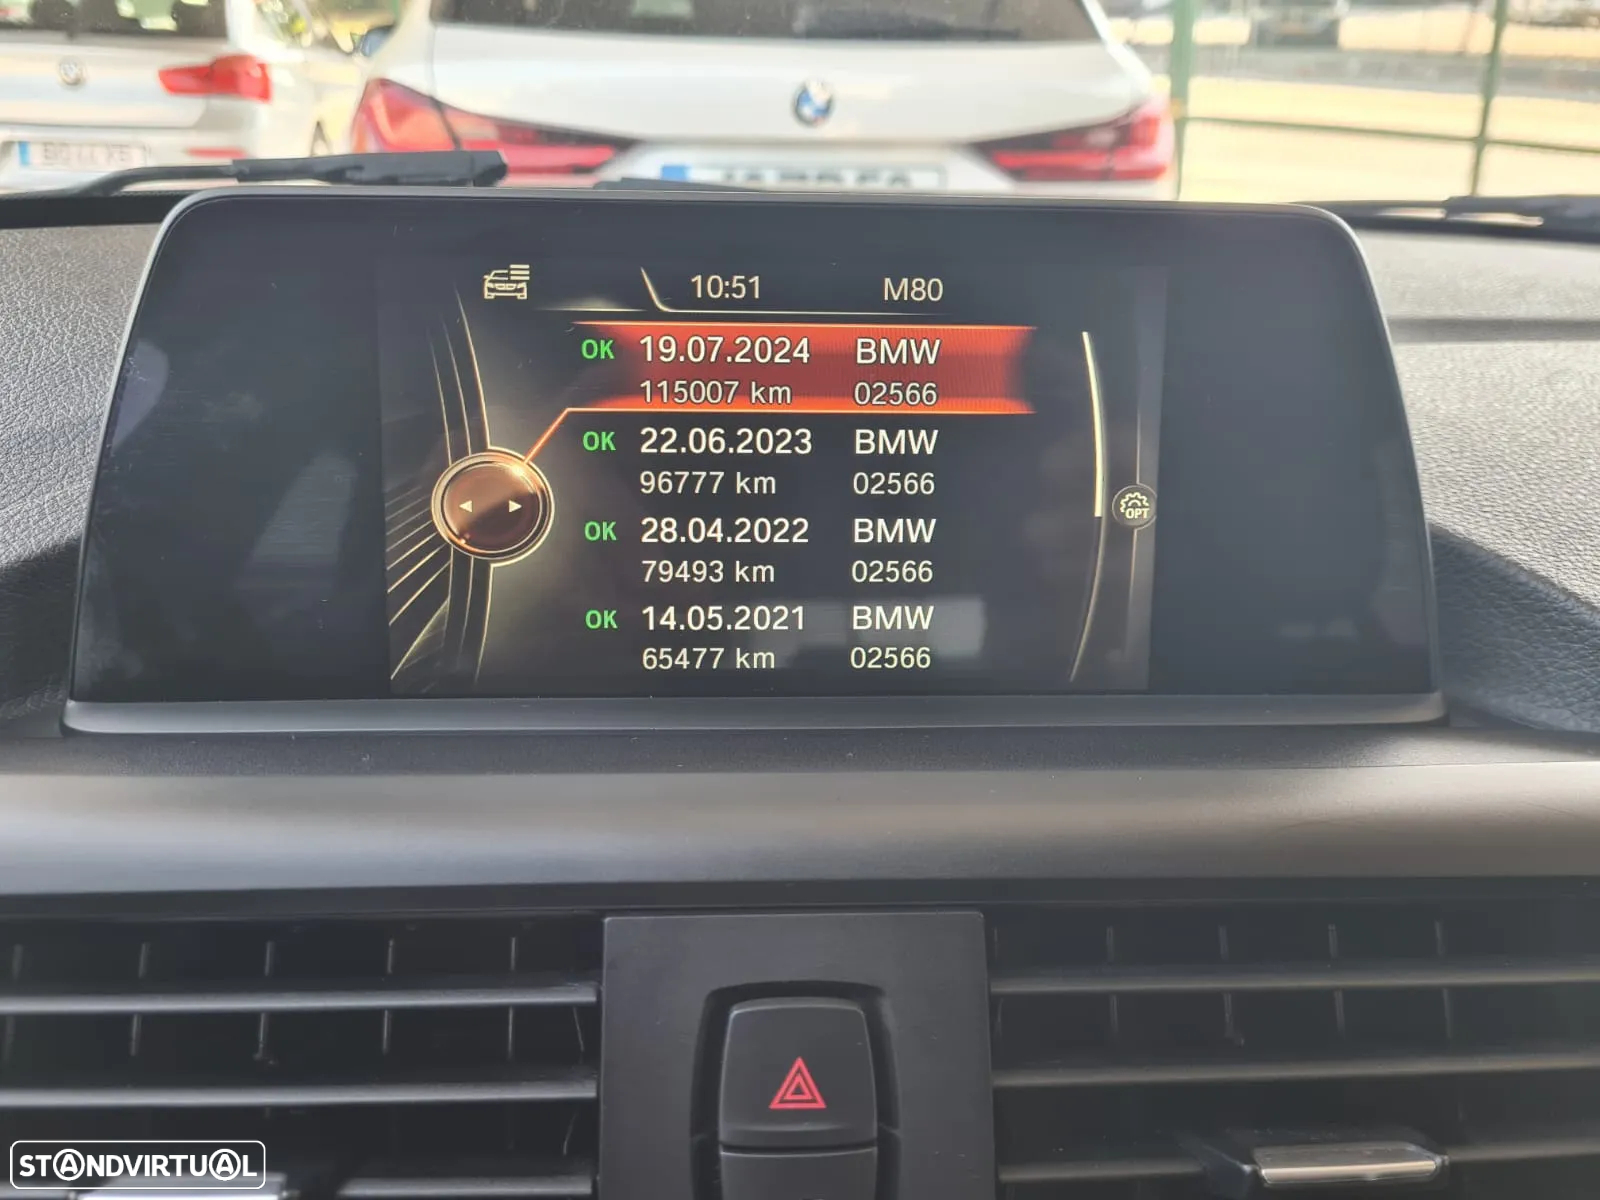 10:51 M80
OK 19.07.2024 BMW
115007 km 02566
OK 22.06.2023 BMW
96777 km 02566
OK 28.04.2022 BMW
79493 km 02566
OK 14.05.2021 BMW
65477 km 02566
OPT
STANDVIRTUAL